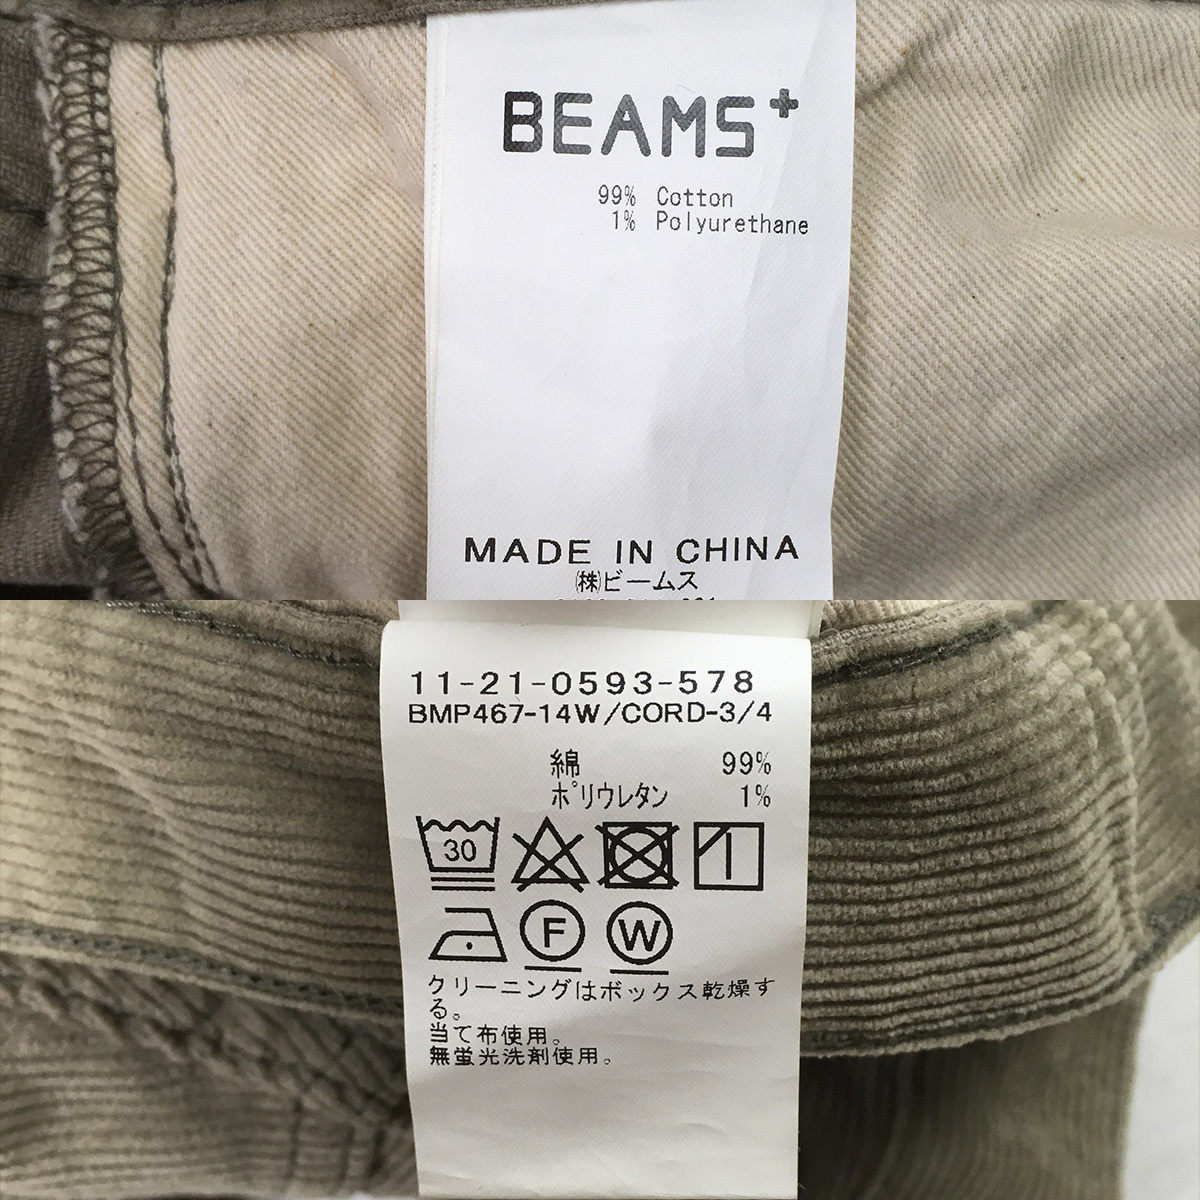 BEAMS+
99% Cotton
1% Polyurethane
MADE IN CHINA
㈱ビームス
11-21-0593-578
BMP467-14W/CORD-3/4
綿 99%
ポリウレタン 1%
30
F W
クリーニングはボックス乾燥す
る。
当て布使用。
無蛍光洗剤使用。